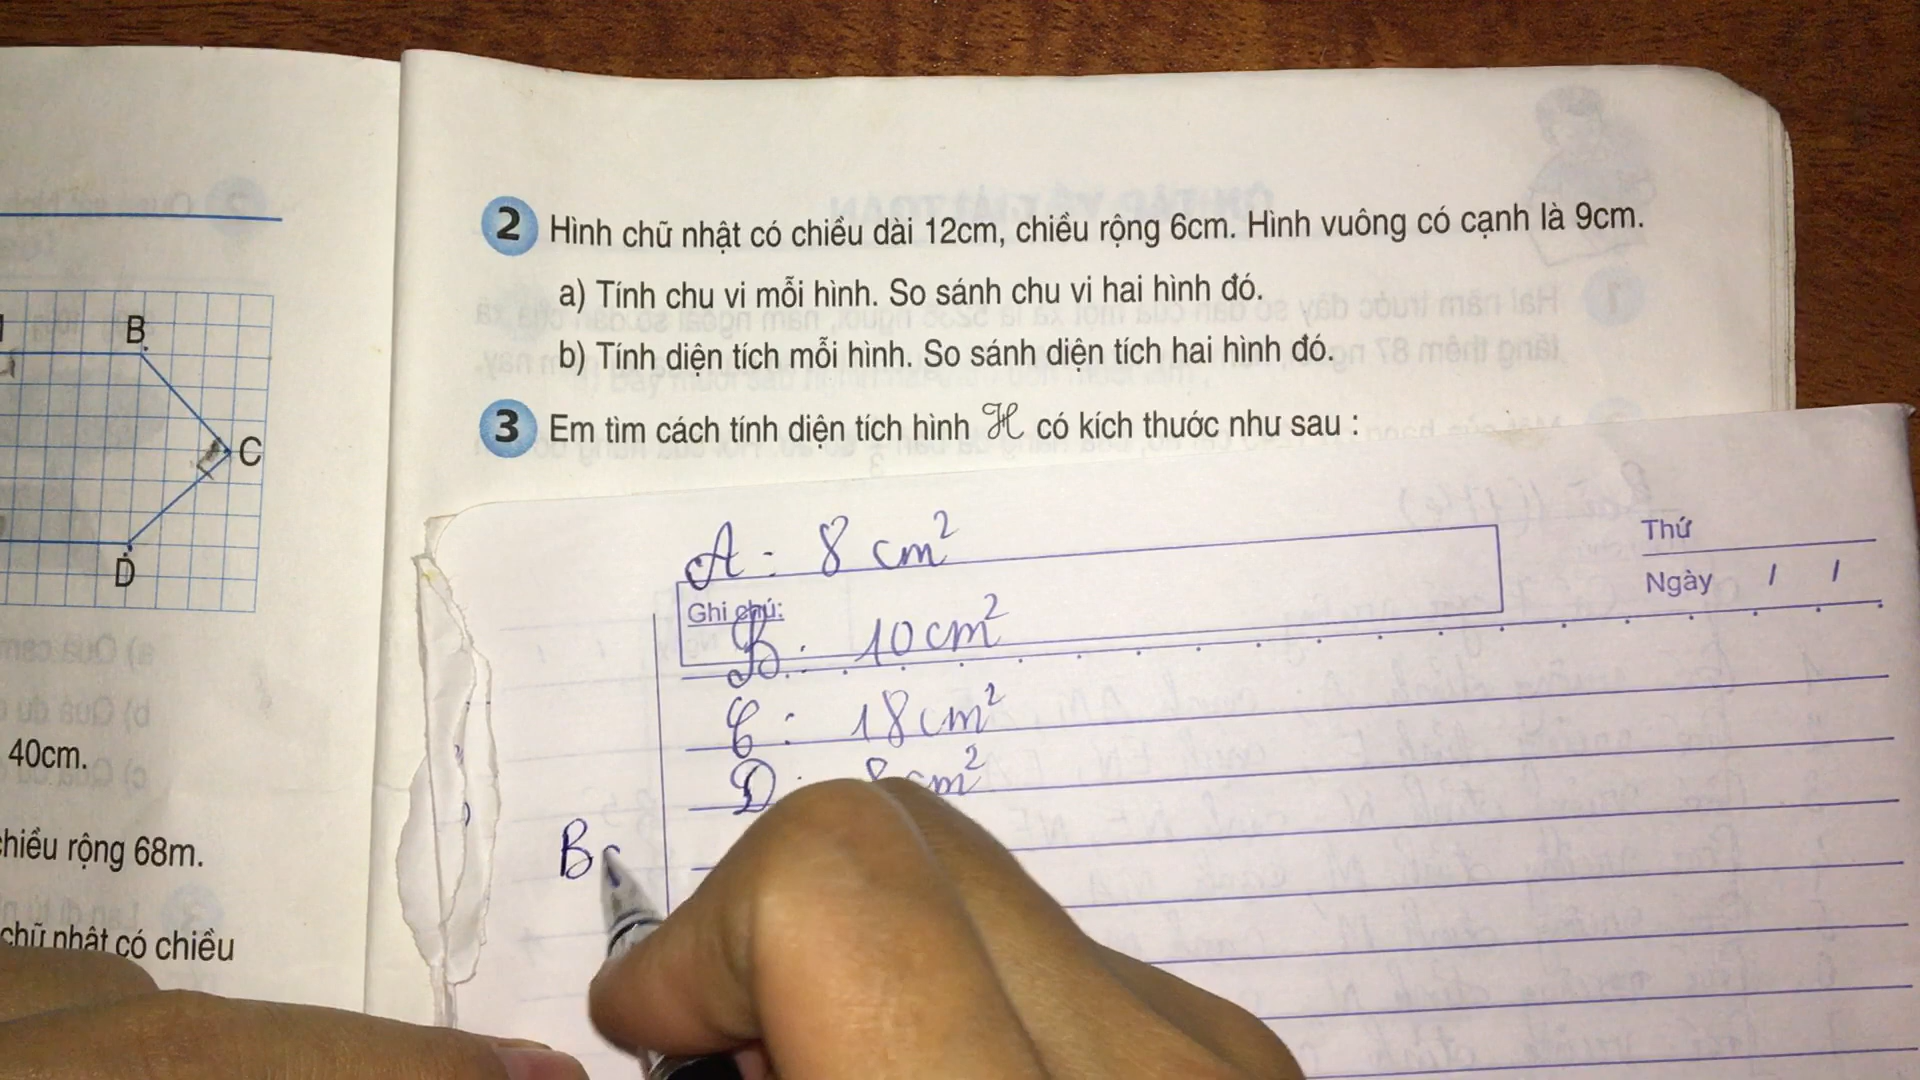 B
C
D
40cm.
chiều rộng 68m.
chữ nhật có chiều
2 Hình chữ nhật có chiều dài 12cm, chiều rộng 6cm. Hình vuông có cạnh là 9cm.
a) Tính chu vi mỗi hình. So sánh chu vi hai hình đó.
b) Tính diện tích mỗi hình. So sánh diện tích hai hình đó.
3 Em tìm cách tính diện tích hình H có kích thước như sau :
A : 8 cm²
Thứ
Ngày / /
Ghi chú:
B : 10cm²
C : 18cm²
D : 8cm²